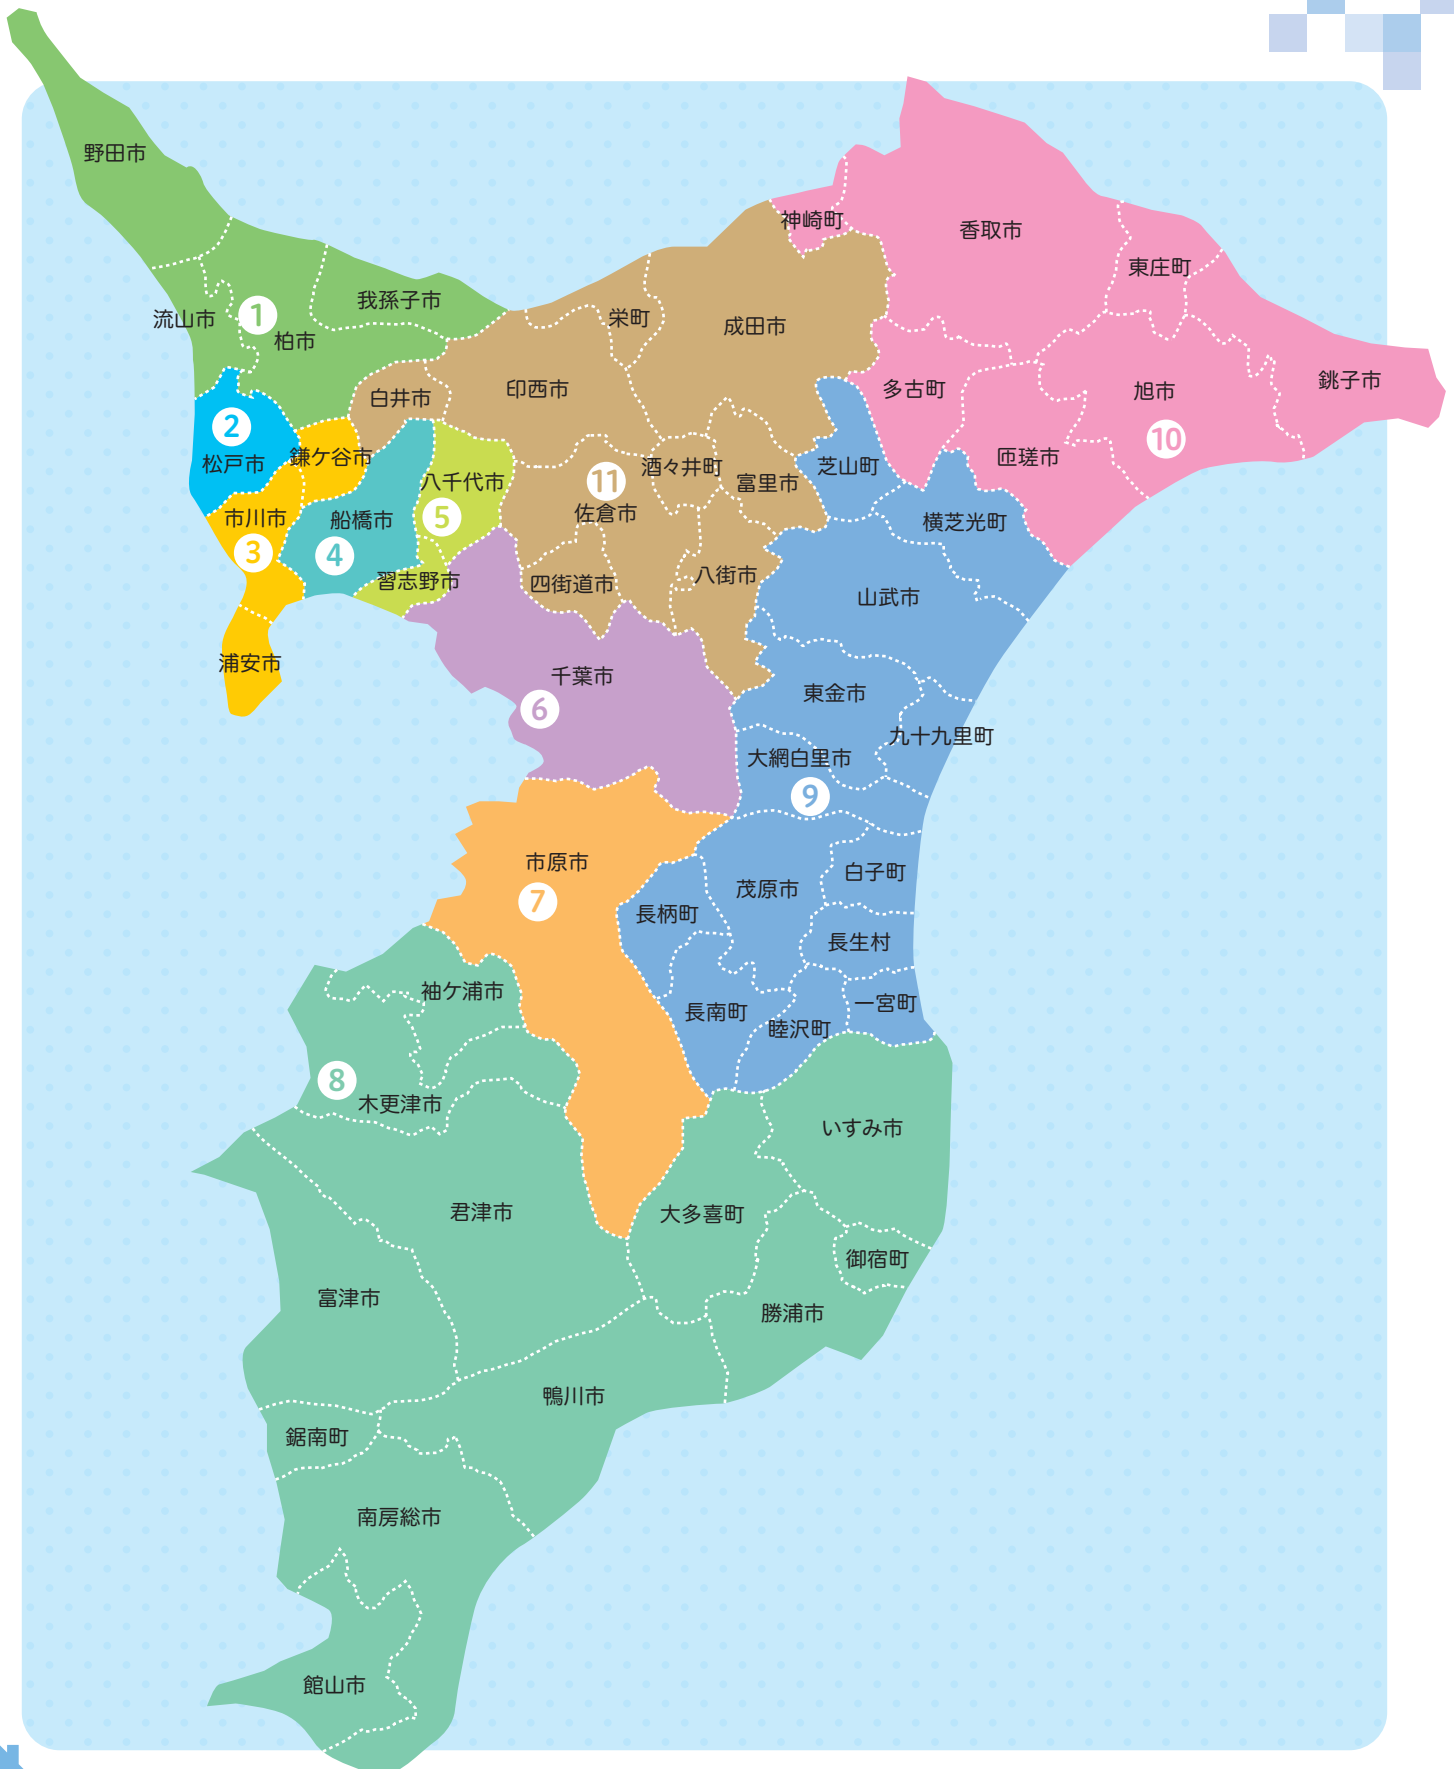 野田市
流山市
1
柏市
我孫子市
2
松戸市
鎌ケ谷市
市川市
3
浦安市
船橋市
4
八千代市
5
習志野市
白井市
印西市
栄町
成田市
11
佐倉市
酒々井町
富里市
四街道市
八街市
神崎町
香取市
東庄町
多古町
旭市
10
匝瑳市
銚子市
芝山町
横芝光町
山武市
東金市
九十九里町
大網白里市
9
千葉市
6
市原市
7
茂原市
白子町
長柄町
長生村
長南町
睦沢町
一宮町
袖ケ浦市
8
木更津市
君津市
富津市
いすみ市
大多喜町
御宿町
勝浦市
鴨川市
鋸南町
南房総市
館山市